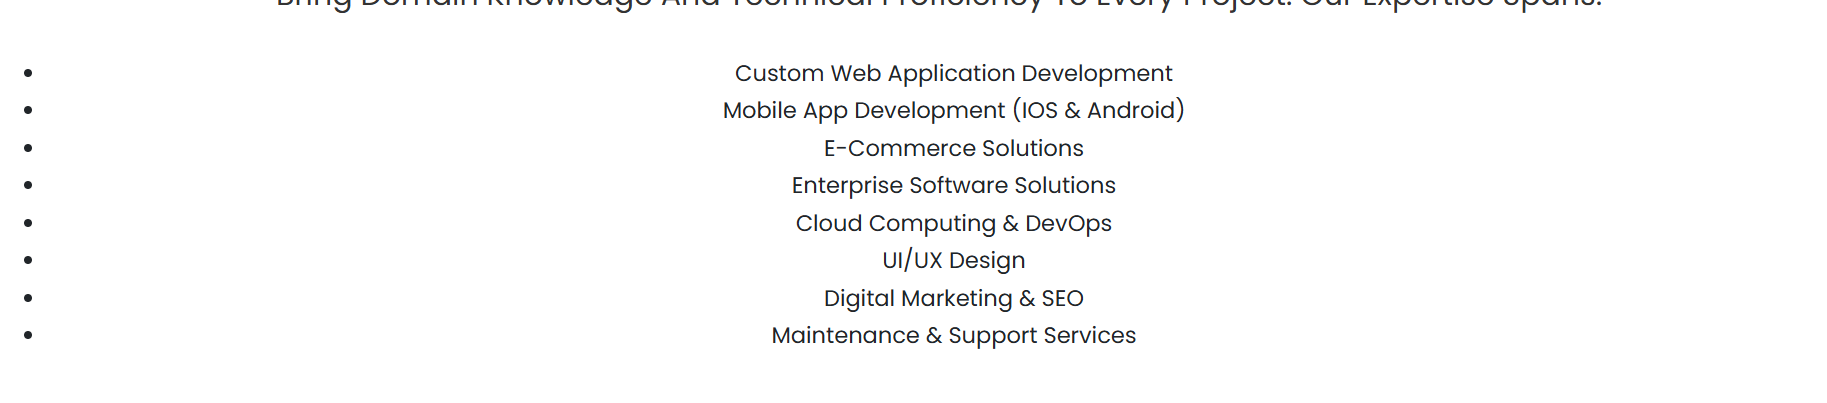 Bring Domain Knowledge And Technical Proficiency To Every Project. Our Expertise Spans:
Custom Web Application Development
Mobile App Development (IOS & Android)
E-Commerce Solutions
Enterprise Software Solutions
Cloud Computing & DevOps
UI/UX Design
Digital Marketing & SEO
Maintenance & Support Services